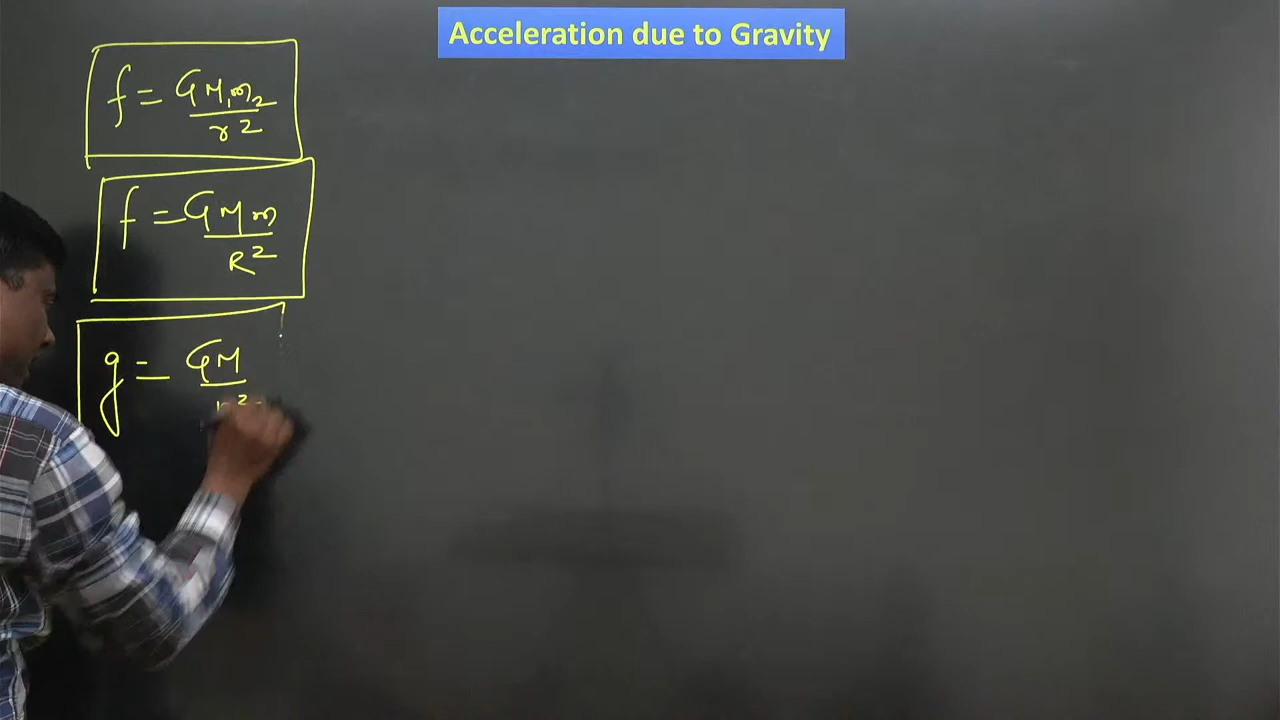 Acceleration due to Gravity
f = GM₁m₂
r²
f = GMm
R²
g = GM